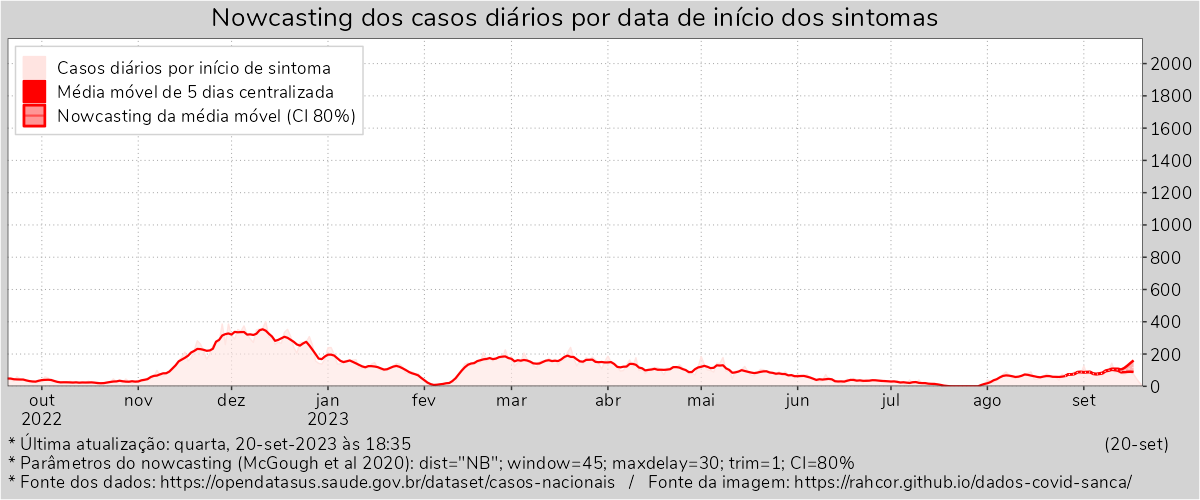 Nowcasting dos casos diários por data de início dos sintomas
Casos diários por início de sintoma
Média móvel de 5 dias centralizada
Nowcasting da média móvel (CI 80%)
2000
1800
1600
1400
1200
1000
800
600
400
200
0
out nov dez jan fev mar abr mai jun jul ago set
2022 2023
* Última atualização: quarta, 20-set-2023 às 18:35 (20-set)
* Parâmetros do nowcasting (McGough et al 2020): dist="NB"; window=45; maxdelay=30; trim=1; CI=80%
* Fonte dos dados: https://opendatasus.saude.gov.br/dataset/casos-nacionais / Fonte da imagem: https://rahcor.github.io/dados-covid-sanca/